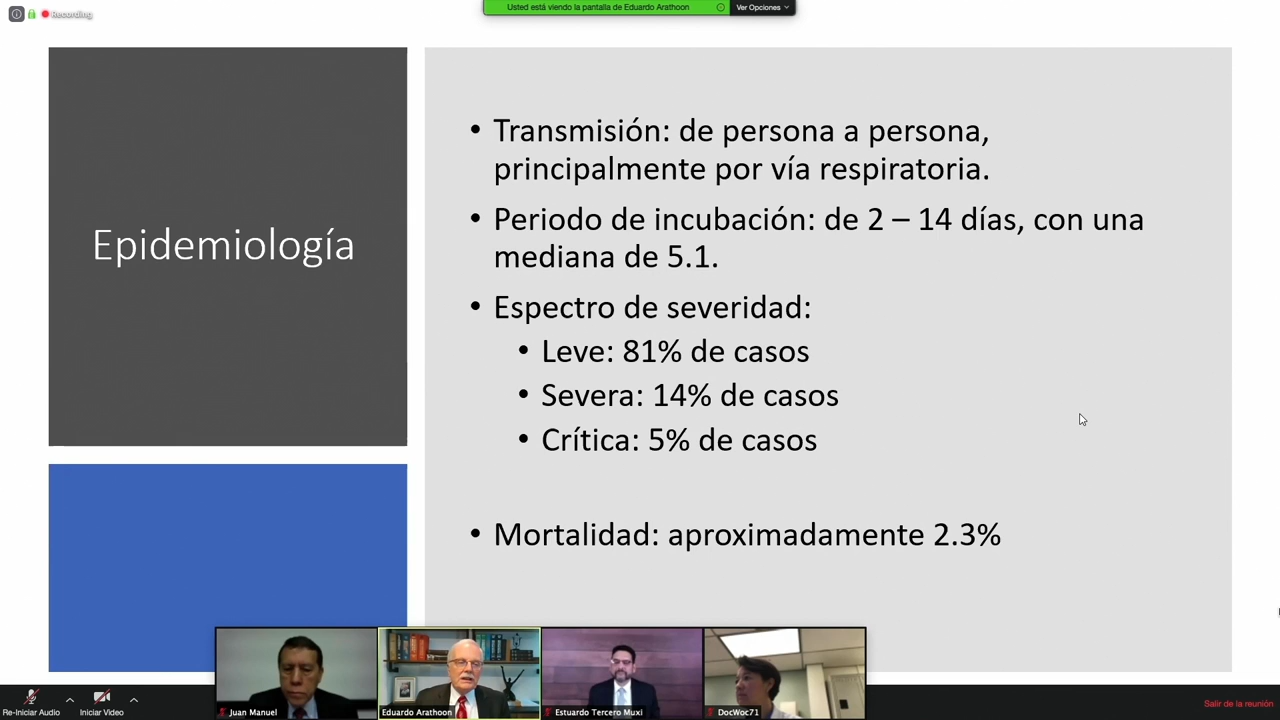 Recording
Usted está viendo la pantalla de Eduardo Arathoon
Ver Opciones
Epidemiología
• Transmisión: de persona a persona,
principalmente por vía respiratoria.
• Periodo de incubación: de 2 – 14 días, con una
mediana de 5.1.
• Espectro de severidad:
• Leve: 81% de casos
• Severa: 14% de casos
• Crítica: 5% de casos
• Mortalidad: aproximadamente 2.3%
Juan Manuel
Eduardo Arathoon
Estuardo Tercero Muxi
DocWoc71
Re-Iniciar Audio
Iniciar Video
Salir de la reunión